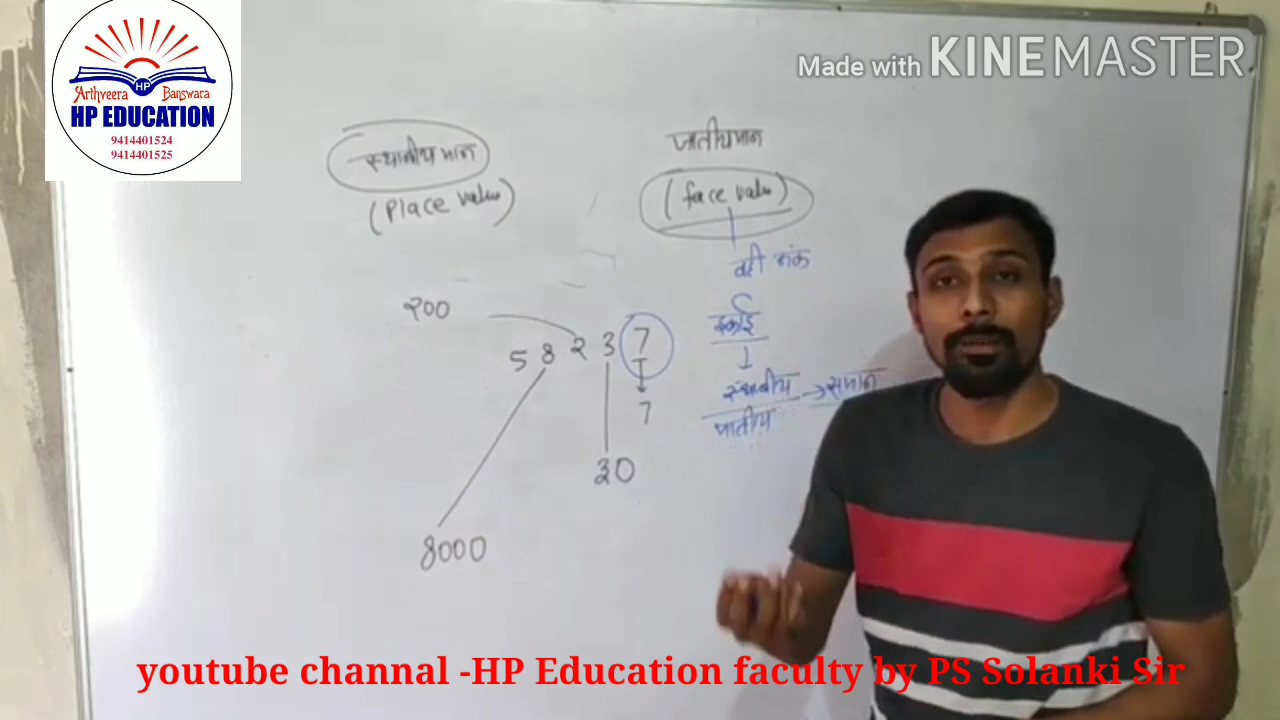 Arthveera HP Banswara
HP EDUCATION
9414401524
9414401525
Made with KINEMASTER
स्थानीय मान
(Place value)
जातीय मान
(face value)
वही अंक
200
5 8 2 3 7
7
30
8000
इकाई
↓
स्थानीय → समान
जातीय
youtube channal -HP Education faculty by PS Solanki Sir